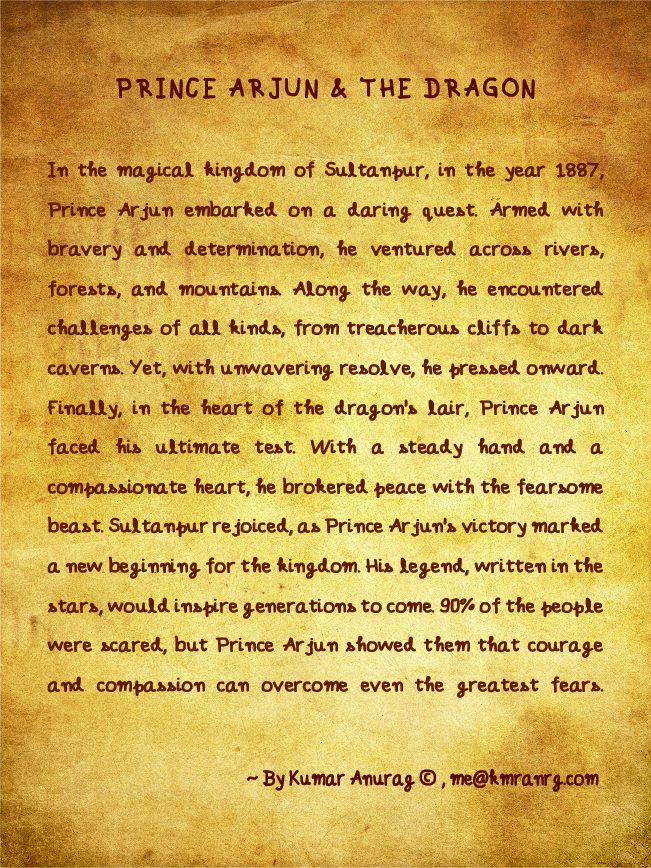 PRINCE ARJUN & THE DRAGON
In the magical kingdom of Sultanpur, in the year 1887,
Prince Arjun embarked on a daring quest. Armed with
bravery and determination, he ventured across rivers,
forests, and mountains. Along the way, he encountered
challenges of all kinds, from treacherous cliffs to dark
caverns. Yet, with unwavering resolve, he pressed onward.
Finally, in the heart of the dragon's lair, Prince Arjun
faced his ultimate test. With a steady hand and a
compassionate heart, he brokered peace with the fearsome
beast. Sultanpur rejoiced, as Prince Arjun's victory marked
a new beginning for the kingdom. His legend, written in the
stars, would inspire generations to come. 90% of the people
were scared, but Prince Arjun showed them that courage
and compassion can overcome even the greatest fears.
~ By Kumar Anurag © , me@kmranrg.com